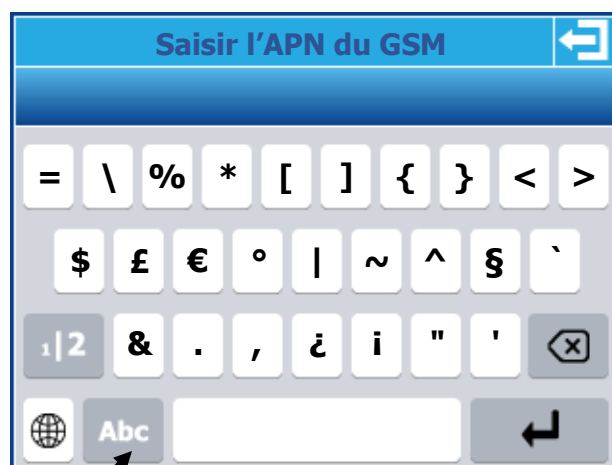 Saisir l’APN du GSM
= \ % * [ ] { } < >
$ £ € ° | ~ ^ § `
1|2 & . , ¿ ¡ " '
Abc